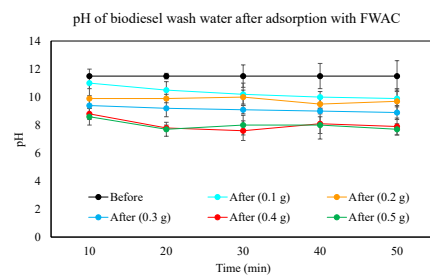 pH of biodiesel wash water after adsorption with FWAC
14
12
10
8
6
4
2
0
pH
Before
After (0.1 g)
After (0.2 g)
After (0.3 g)
After (0.4 g)
After (0.5 g)
10 20 30 40 50
Time (min)